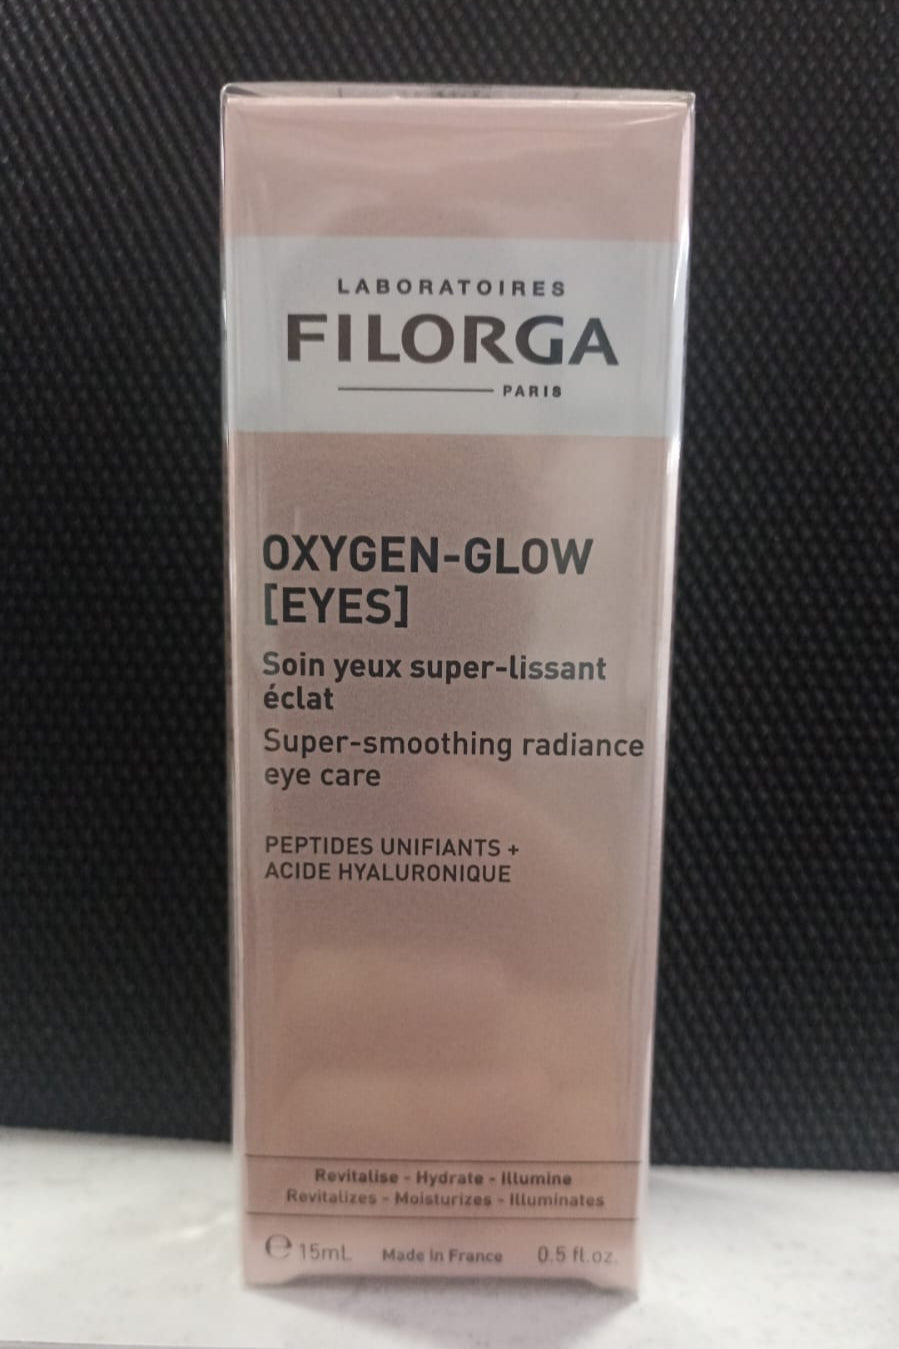 LABORATOIRES
FILORGA
PARIS
OXYGEN-GLOW
[EYES]
Soin yeux super-lissant
éclat
Super-smoothing radiance
eye care
PEPTIDES UNIFIANTS +
ACIDE HYALURONIQUE
Revitalise - Hydrate - Illumine
Revitalizes - Moisturizes - Illuminates
℮ 15mL Made in France 0.5 fl.oz.